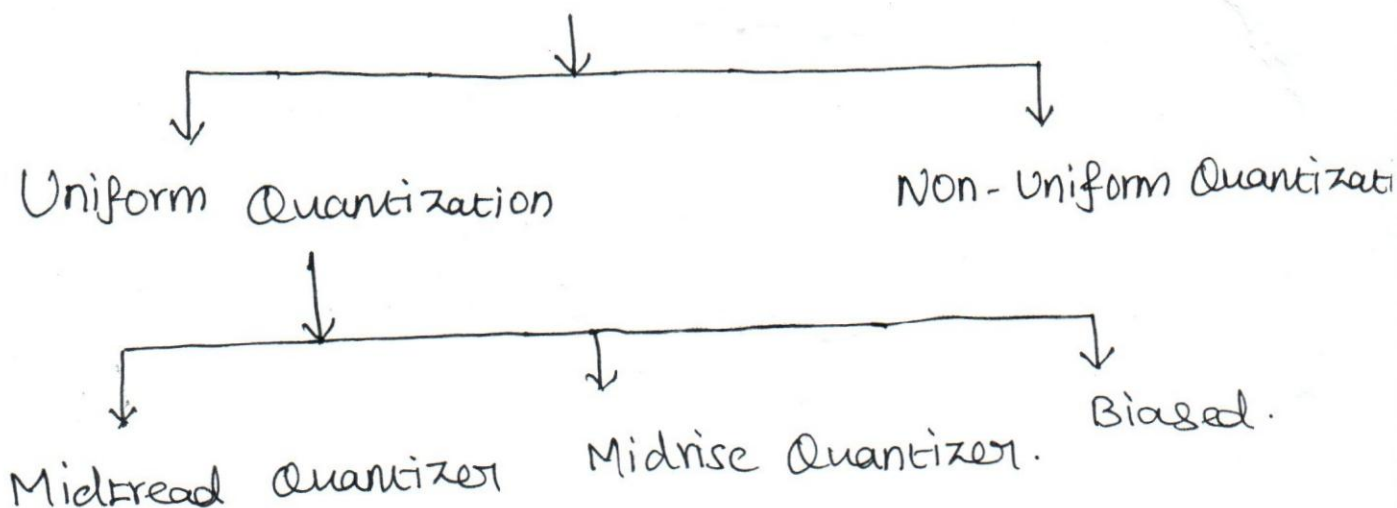 Uniform Quantization
Non-Uniform Quantizati
Midtread Quantizer
Midrise Quantizer.
Biased.